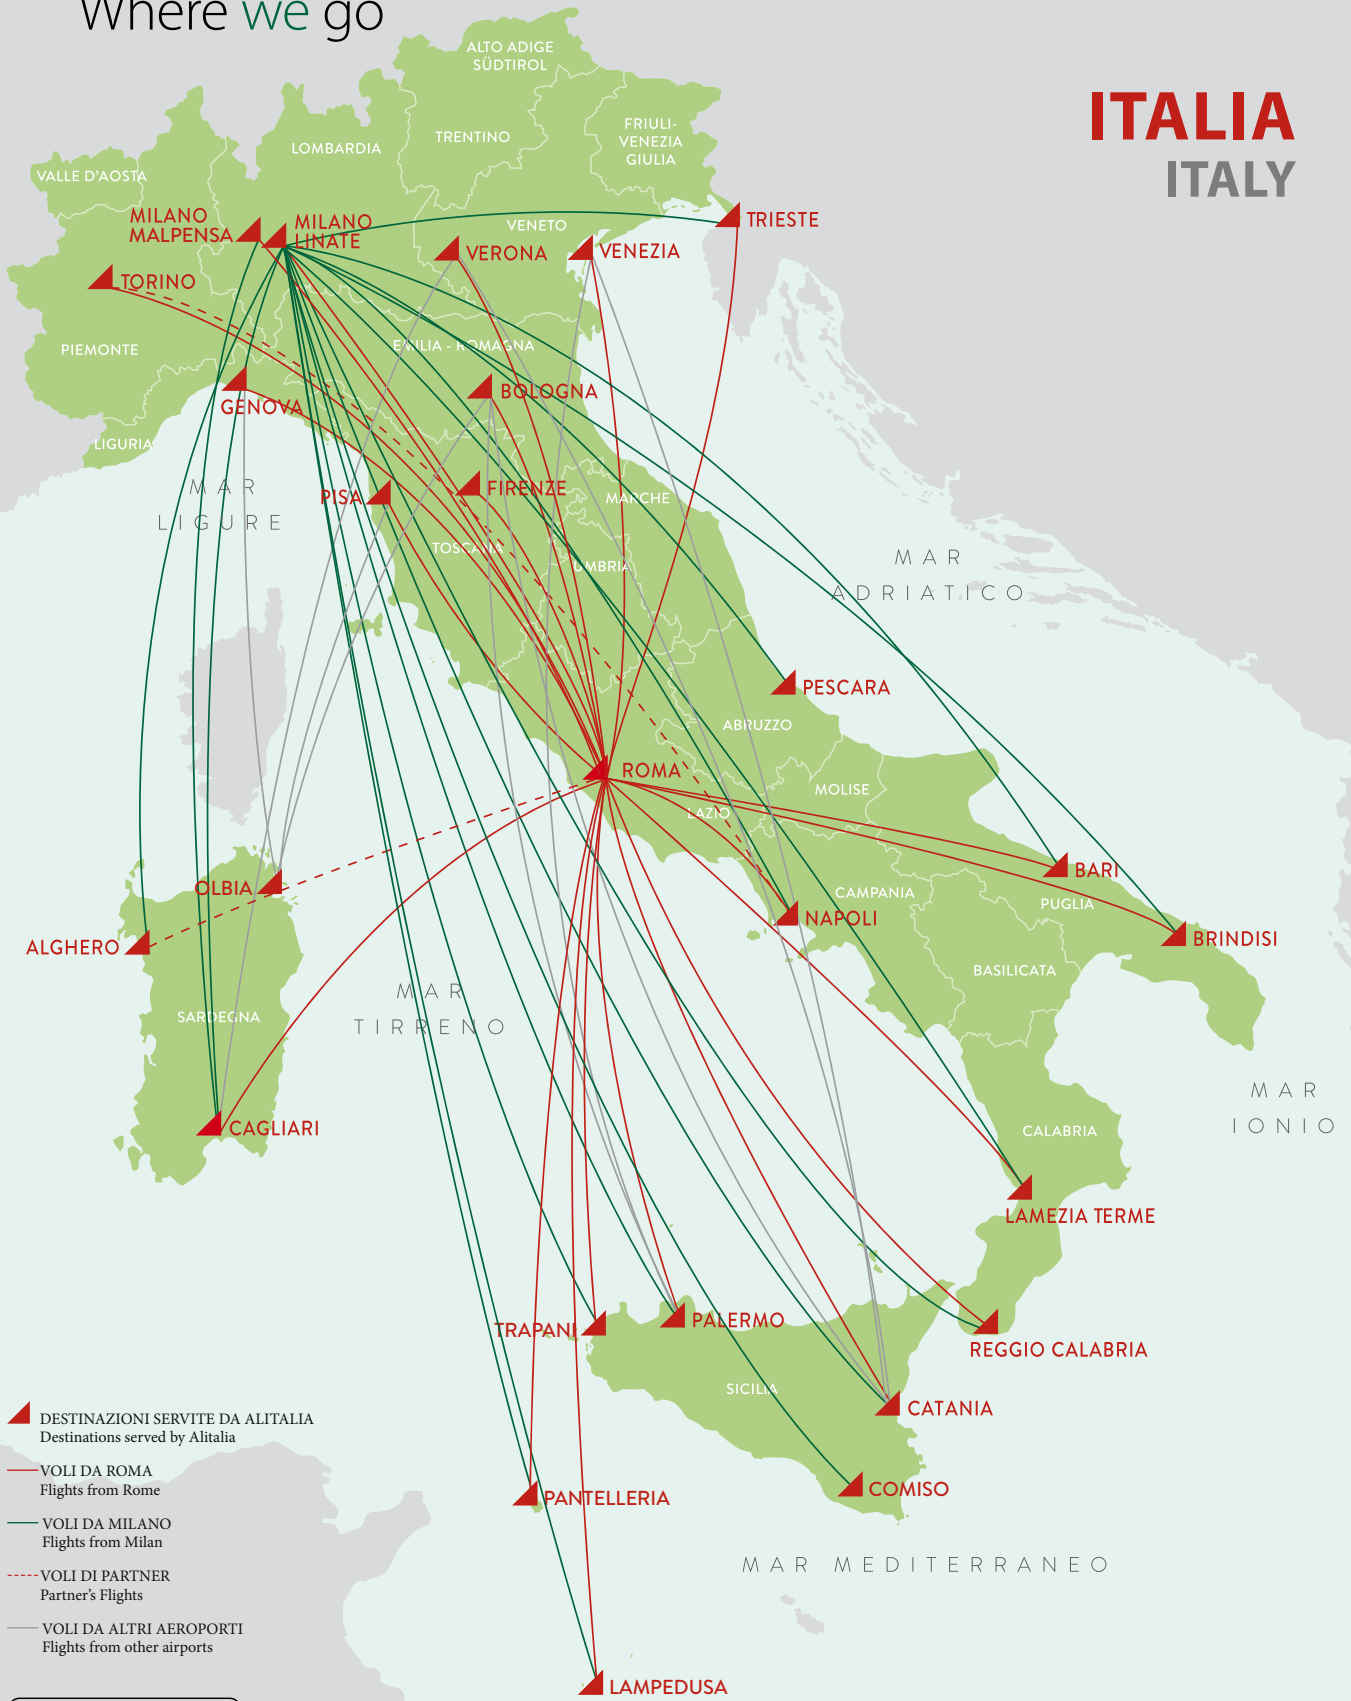 Where we go
ITALIA
ITALY
ALTO ADIGE
SÜDTIROL
FRIULI-
VENEZIA
GIULIA
TRENTINO
LOMBARDIA
VALLE D'AOSTA
MILANO
MALPENSA
MILANO
LINATE
VENETO
TRIESTE
VERONA
VENEZIA
TORINO
PIEMONTE
EMILIA - ROMAGNA
BOLOGNA
GENOVA
LIGURIA
MAR
LIGURE
PISA
FIRENZE
MARCHE
TOSCANA
UMBRIA
MAR
ADRIATICO
PESCARA
ABRUZZO
ROMA
MOLISE
LAZIO
BARI
OLBIA
CAMPANIA
PUGLIA
NAPOLI
BRINDISI
ALGHERO
BASILICATA
MAR
TIRRENO
SARDEGNA
MAR
IONIO
CAGLIARI
CALABRIA
LAMEZIA TERME
TRAPANI
PALERMO
REGGIO CALABRIA
SICILIA
CATANIA
COMISO
PANTELLERIA
MAR MEDITERRANEO
LAMPEDUSA
DESTINAZIONI SERVITE DA ALITALIA
Destinations served by Alitalia
VOLI DA ROMA
Flights from Rome
VOLI DA MILANO
Flights from Milan
VOLI DI PARTNER
Partner's Flights
VOLI DA ALTRI AEROPORTI
Flights from other airports